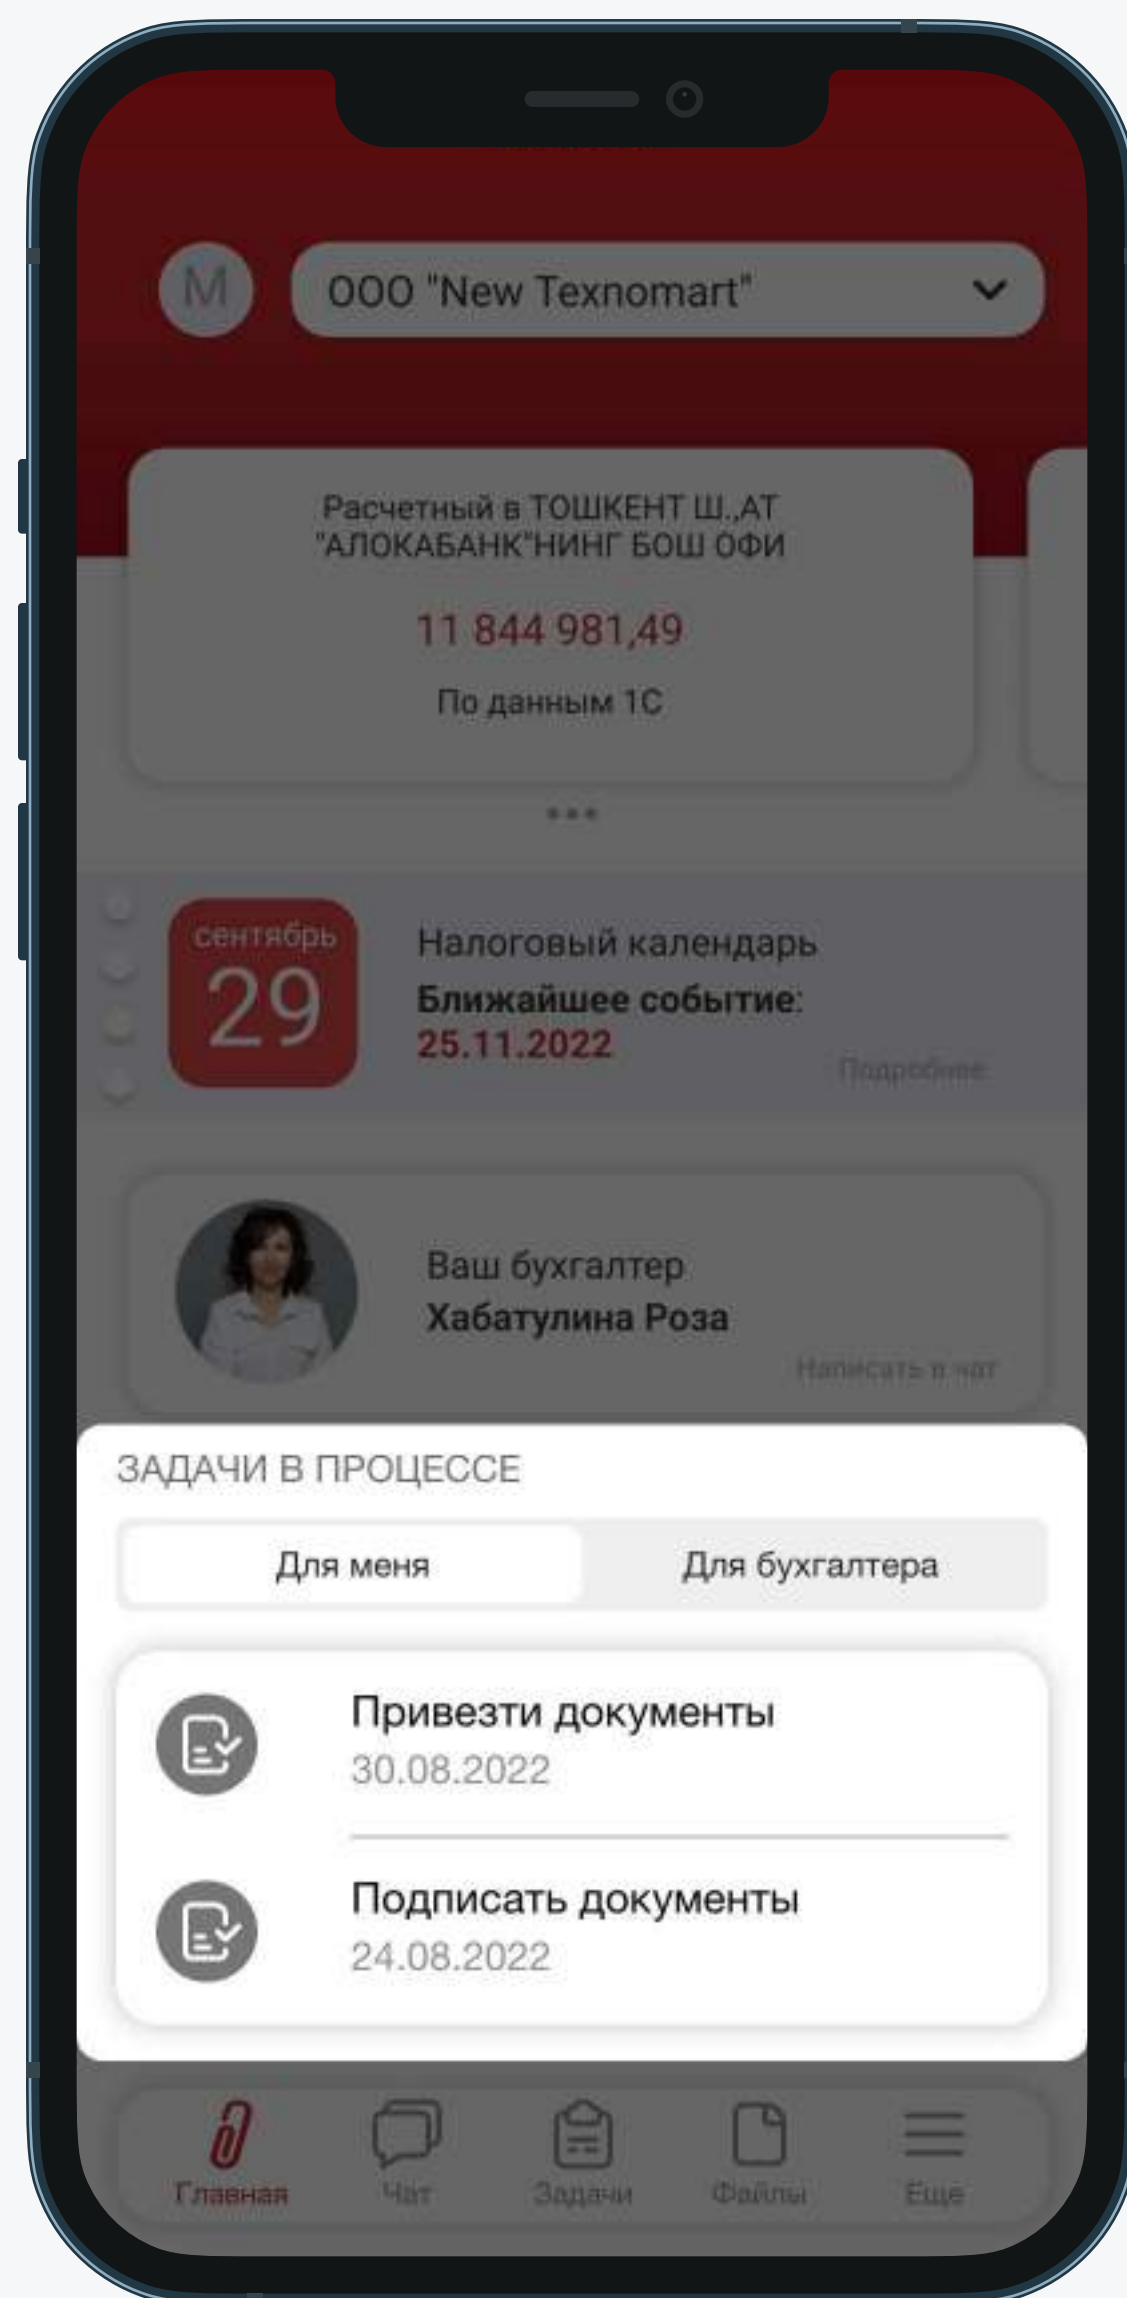 М
ООО "New Texnomart"
Расчетный в ТОШКЕНТ Ш.,АТ
"АЛОКАБАНК"НИНГ БОШ ОФИ
11 844 981,49
По данным 1С
сентябрь
29
Налоговый календарь
Ближайшее событие:
25.11.2022
Подробнее
Ваш бухгалтер
Хабатулина Роза
Написать в чат
ЗАДАЧИ В ПРОЦЕССЕ
Для меня
Для бухгалтера
Привезти документы
30.08.2022
Подписать документы
24.08.2022
Главная
Чат
Задачи
Файлы
Еще